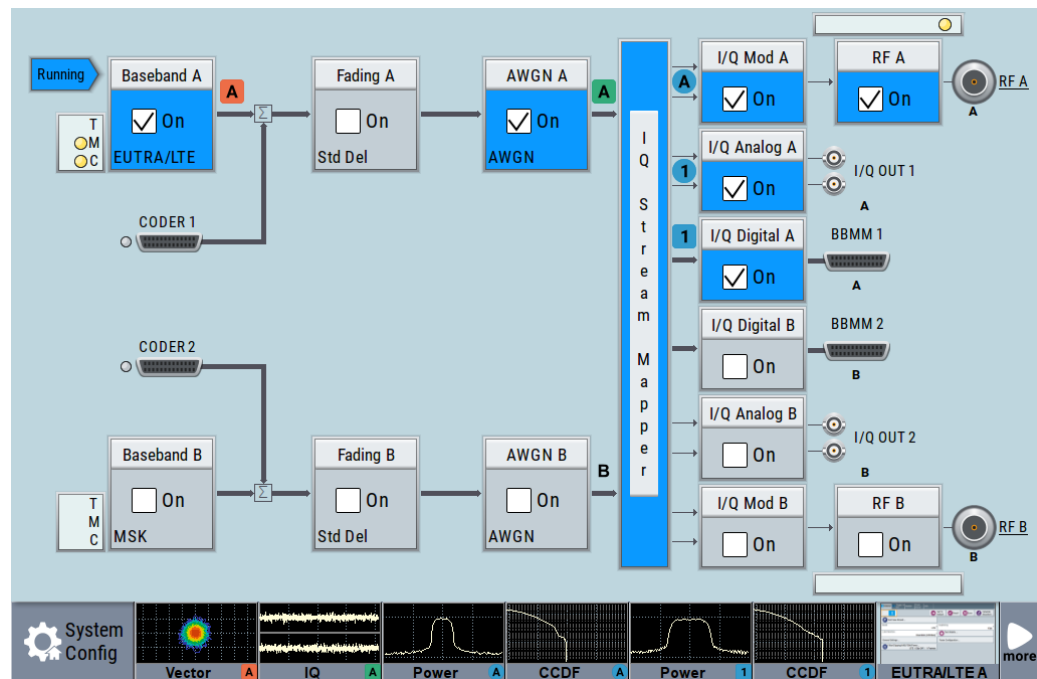 Running
Baseband A
On
EUTRA/LTE
A
T
M
C
Fading A
On
Std Del
AWGN A
On
AWGN
A
I
Q
S
t
r
e
a
m
M
a
p
p
e
r
A
I/Q Mod A
On
RF A
On
RF A
A
1
I/Q Analog A
On
I/Q OUT 1
A
1
I/Q Digital A
On
BBMM 1
A
CODER 1
I/Q Digital B
On
BBMM 2
B
CODER 2
I/Q Analog B
On
I/Q OUT 2
B
Baseband B
On
MSK
T
M
C
Fading B
On
Std Del
AWGN B
On
AWGN
B
I/Q Mod B
On
RF B
On
RF B
B
System
Config
Vector A
IQ A
Power A
CCDF A
Power 1
CCDF 1
EUTRA/LTE A
more